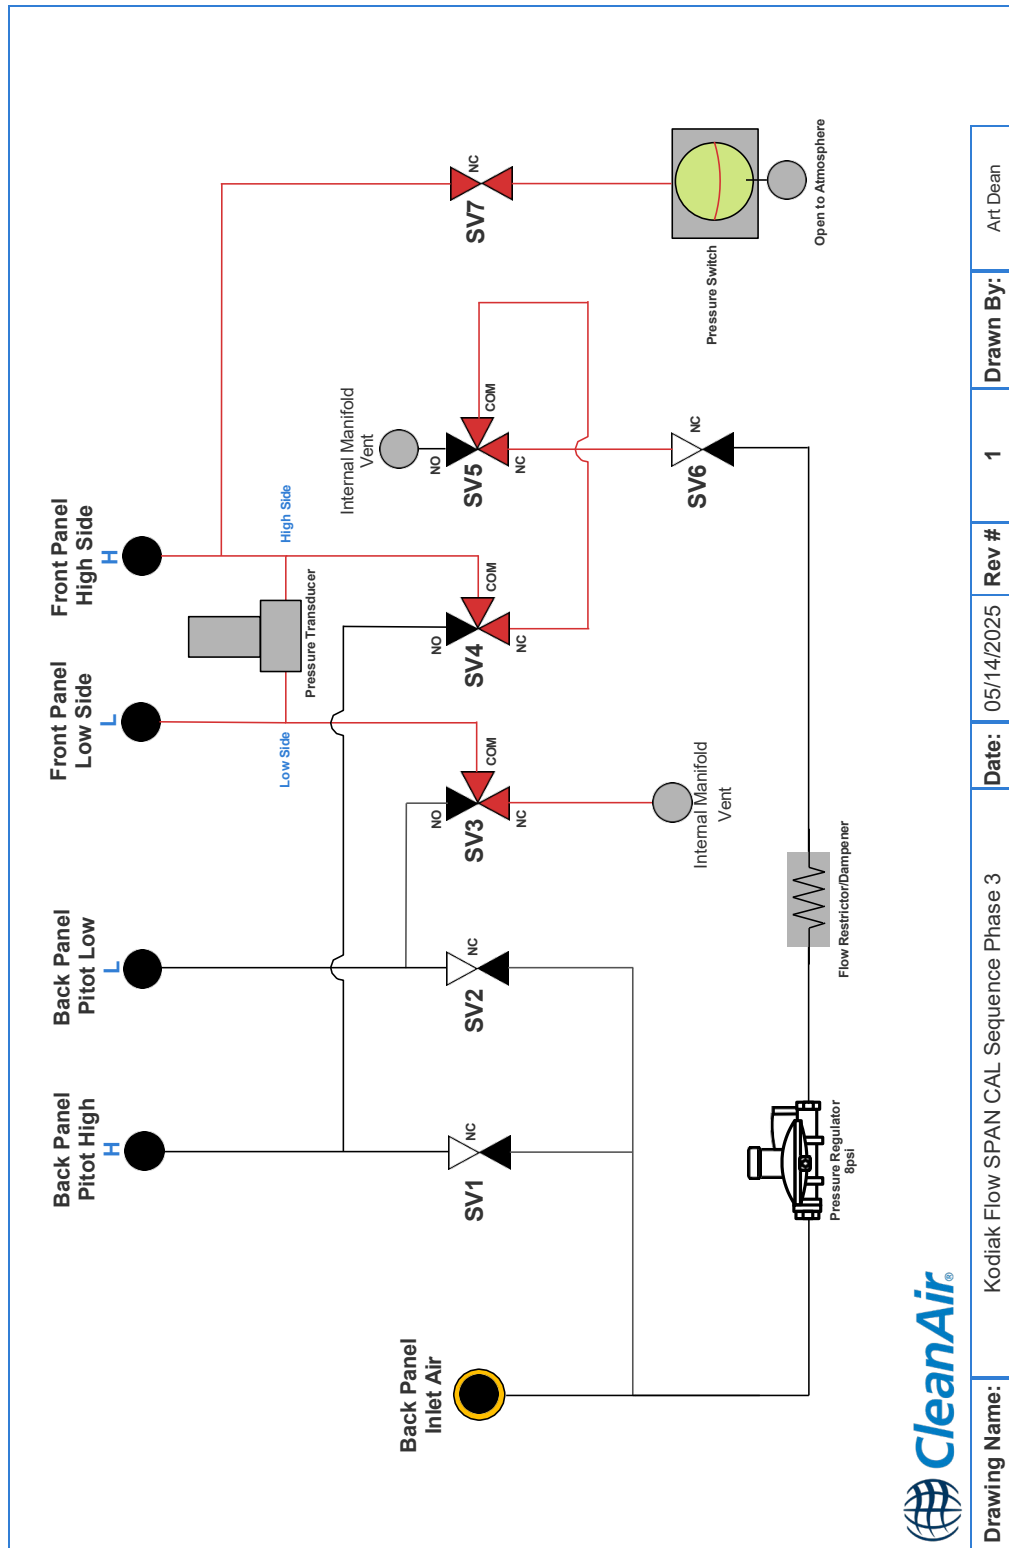 Back Panel
Inlet Air
Back Panel
Pitot High
H
Back Panel
Pitot Low
L
Front Panel
Low Side
L
Front Panel
High Side
H
Low Side
High Side
Pressure Transducer
Internal Manifold
Vent
NC
SV1
NC
SV2
NO
COM
NC
SV3
NO
COM
NC
SV4
NO
COM
NC
SV5
NC
SV6
NC
SV7
Internal Manifold
Vent
Pressure Switch
Open to Atmosphere
Pressure Regulator
8psi
Flow Restrictor/Dampener
CleanAir®
Drawing Name:
Kodiak Flow SPAN CAL Sequence Phase 3
Date:
05/14/2025
Rev #
1
Drawn By:
Art Dean